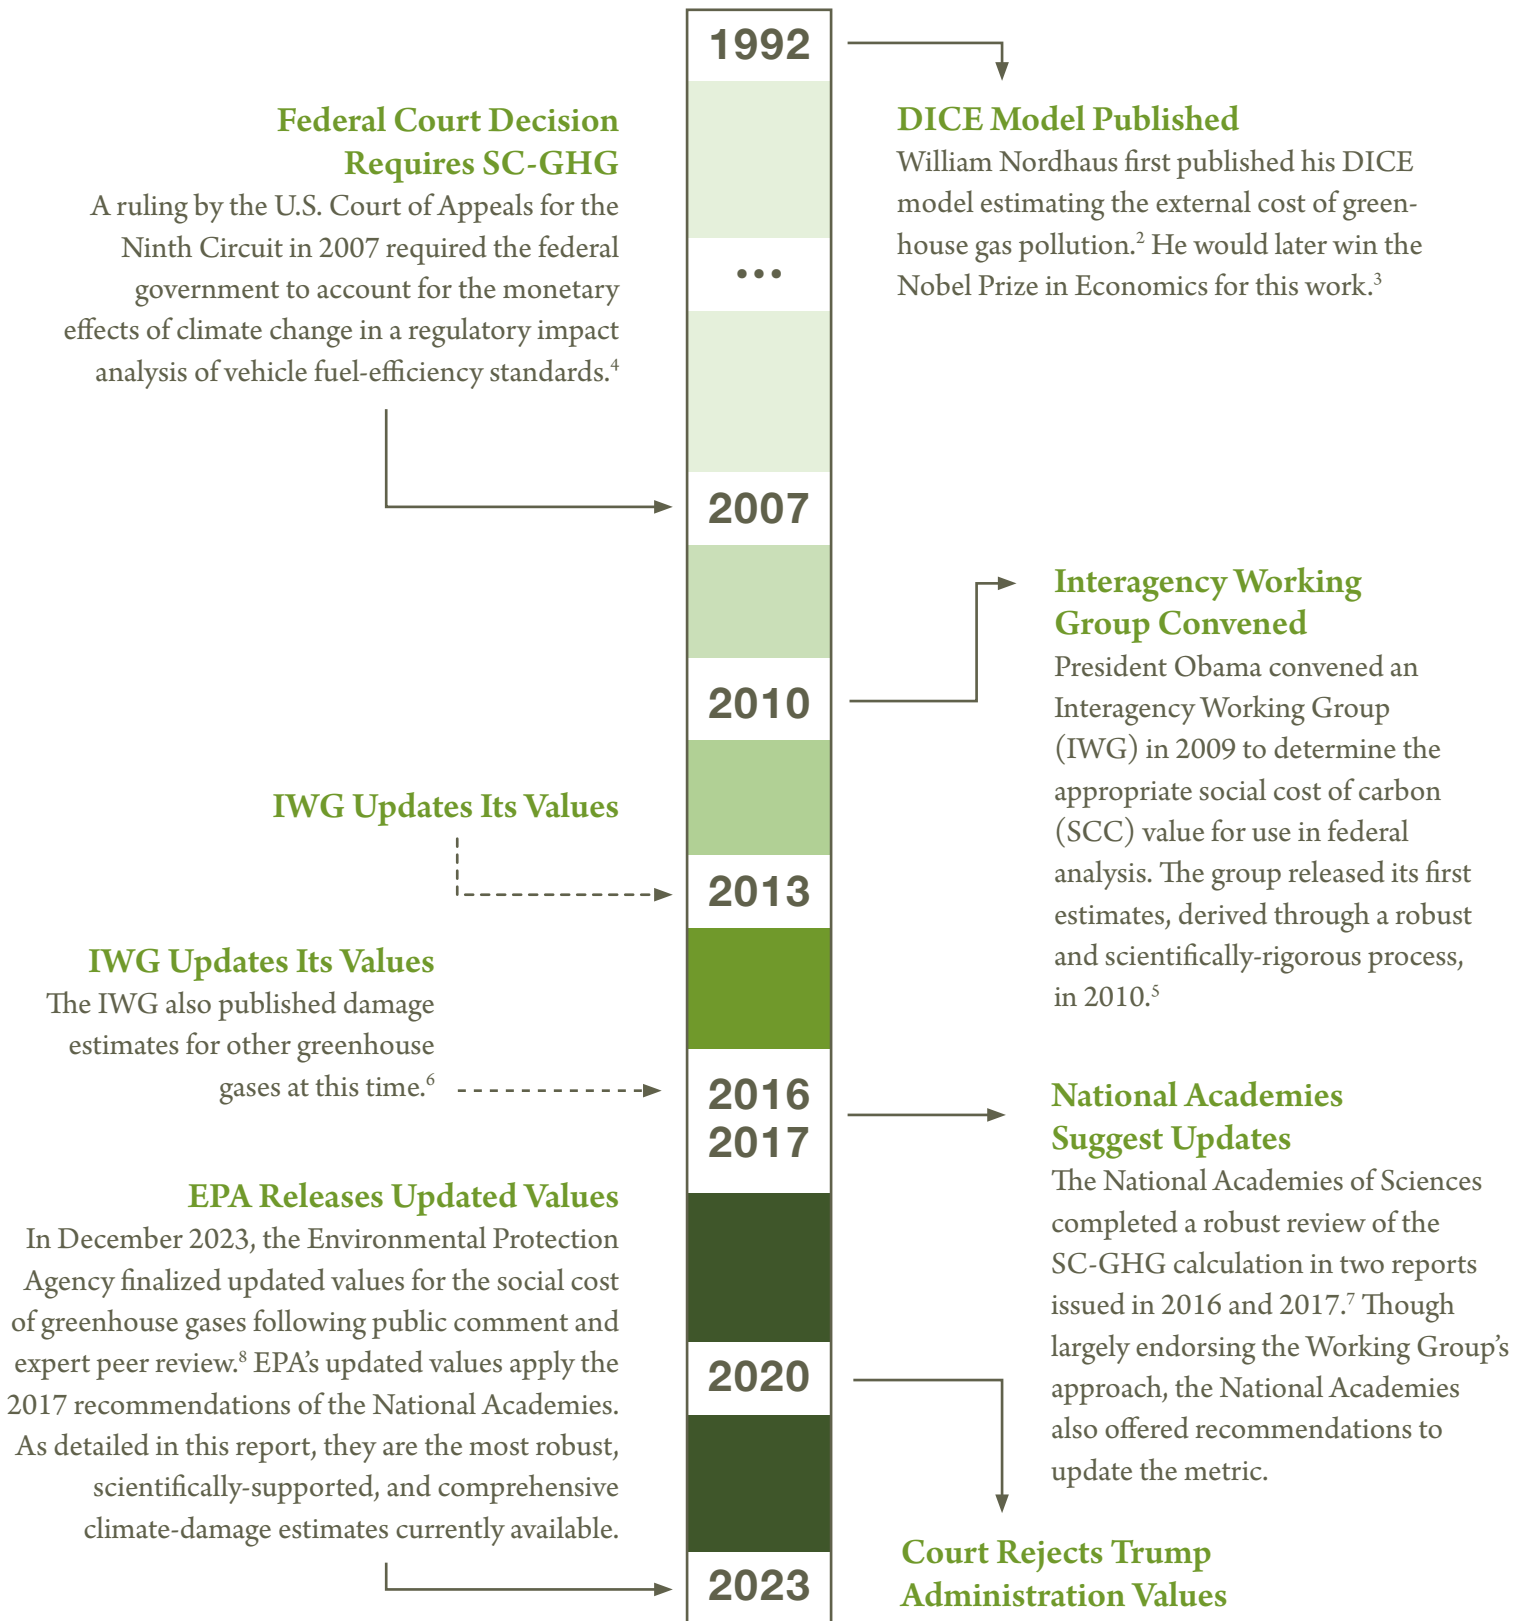 1992
DICE Model Published
William Nordhaus first published his DICE
model estimating the external cost of green-
house gas pollution.2 He would later win the
Nobel Prize in Economics for this work.3
Federal Court Decision
Requires SC-GHG
A ruling by the U.S. Court of Appeals for the
Ninth Circuit in 2007 required the federal
government to account for the monetary
effects of climate change in a regulatory impact
analysis of vehicle fuel-efficiency standards.4
...
2007
Interagency Working
Group Convened
President Obama convened an
Interagency Working Group
(IWG) in 2009 to determine the
appropriate social cost of carbon
(SCC) value for use in federal
analysis. The group released its first
estimates, derived through a robust
and scientifically-rigorous process,
in 2010.5
2010
IWG Updates Its Values
2013
IWG Updates Its Values
The IWG also published damage
estimates for other greenhouse
gases at this time.6
2016
2017
National Academies
Suggest Updates
The National Academies of Sciences
completed a robust review of the
SC-GHG calculation in two reports
issued in 2016 and 2017.7 Though
largely endorsing the Working Group's
approach, the National Academies
also offered recommendations to
update the metric.
EPA Releases Updated Values
In December 2023, the Environmental Protection
Agency finalized updated values for the social cost
of greenhouse gases following public comment and
expert peer review.8 EPA's updated values apply the
2017 recommendations of the National Academies.
As detailed in this report, they are the most robust,
scientifically-supported, and comprehensive
climate-damage estimates currently available.
2020
Court Rejects Trump
Administration Values
2023